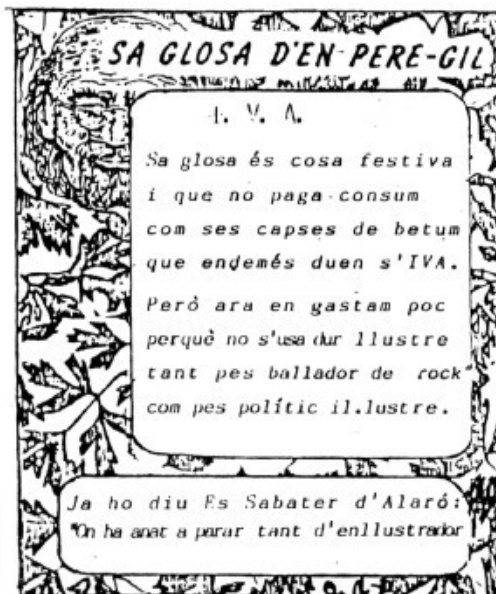 SA GLOSA D'EN PERE-GIL
I. V. A.
Sa glosa és cosa festiva
i que no paga consum
com ses capses de betum
que endemés duen s'IVA.
Però ara en gastam poc
perquè no s'usa dur llustre
tant pes ballador de rock
com pes polític il.lustre.
Ja ho diu Es Sabater d'Alaró:
"On ha anat a parar tant d'enllustrador